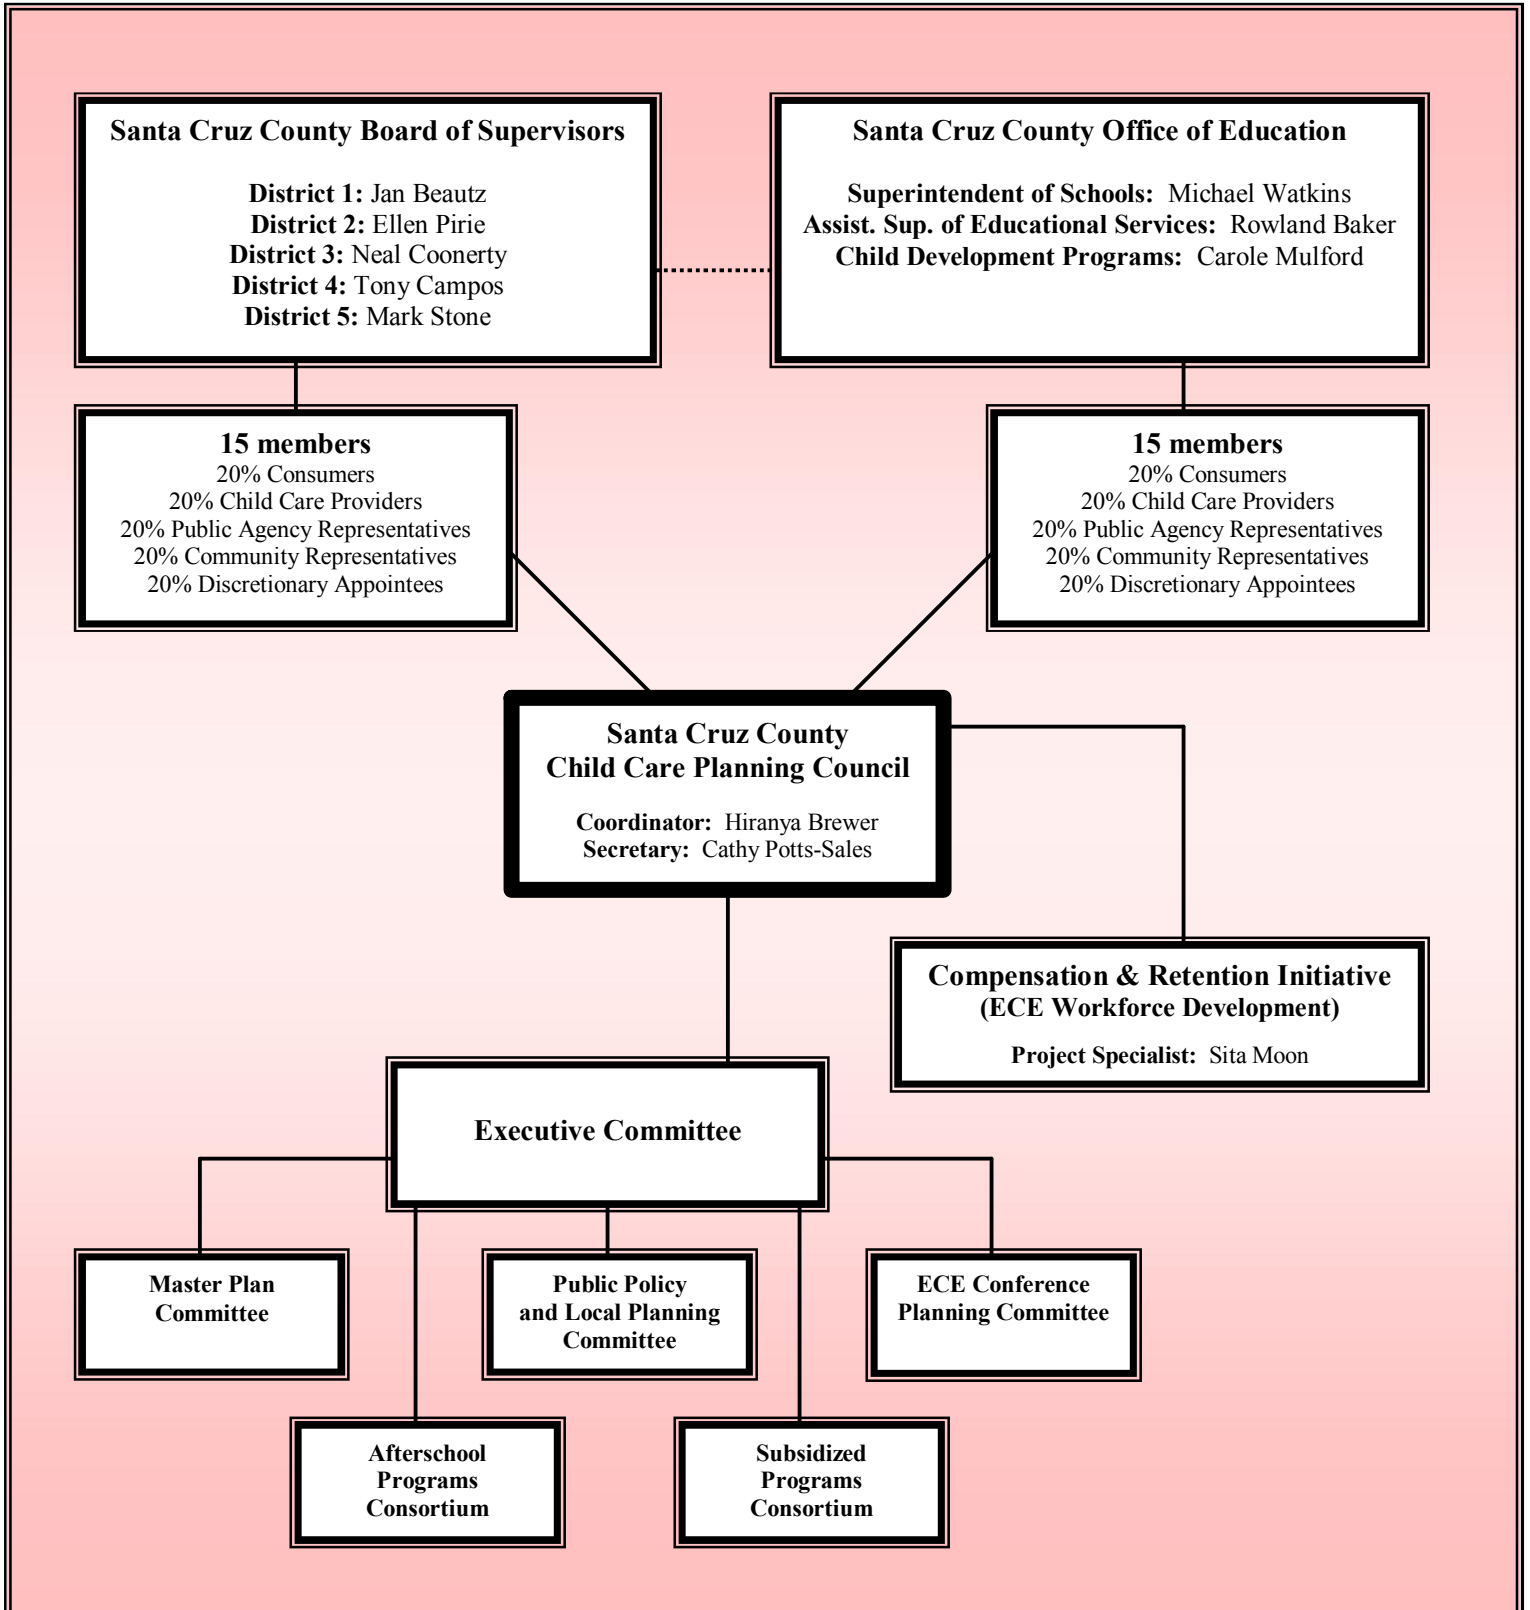 Santa Cruz County Board of Supervisors
District 1: Jan Beautz
District 2: Ellen Pirie
District 3: Neal Coonerty
District 4: Tony Campos
District 5: Mark Stone
Santa Cruz County Office of Education
Superintendent of Schools: Michael Watkins
Assist. Sup. of Educational Services: Rowland Baker
Child Development Programs: Carole Mulford
15 members
20% Consumers
20% Child Care Providers
20% Public Agency Representatives
20% Community Representatives
20% Discretionary Appointees
15 members
20% Consumers
20% Child Care Providers
20% Public Agency Representatives
20% Community Representatives
20% Discretionary Appointees
Santa Cruz County
Child Care Planning Council
Coordinator: Hiranya Brewer
Secretary: Cathy Potts-Sales
Compensation & Retention Initiative
(ECE Workforce Development)
Project Specialist: Sita Moon
Executive Committee
Master Plan
Committee
Public Policy
and Local Planning
Committee
ECE Conference
Planning Committee
Afterschool
Programs
Consortium
Subsidized
Programs
Consortium